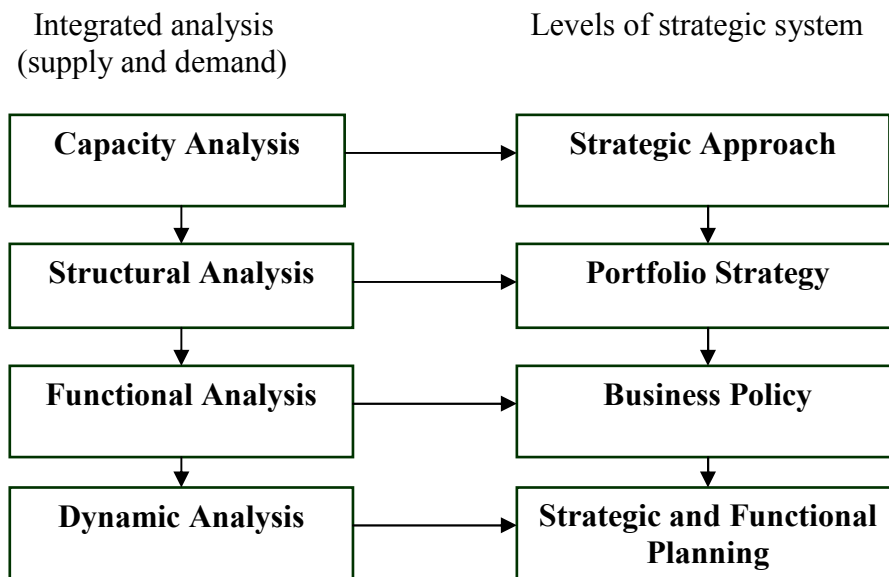 Integrated analysis
(supply and demand)
Levels of strategic system
Capacity Analysis
Strategic Approach
Structural Analysis
Portfolio Strategy
Functional Analysis
Business Policy
Dynamic Analysis
Strategic and Functional
Planning